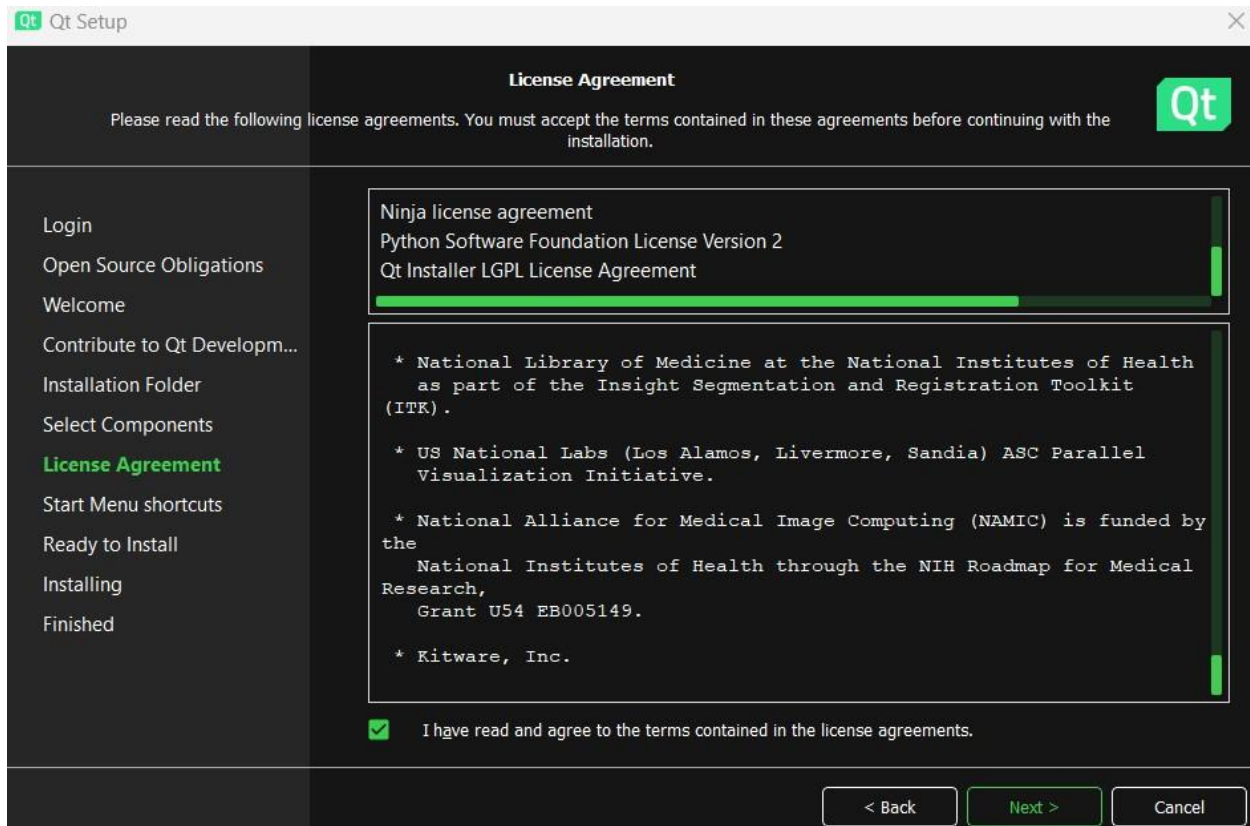 Qt Qt Setup
License Agreement
Qt
Please read the following license agreements. You must accept the terms contained in these agreements before continuing with the
installation.
Login
Open Source Obligations
Welcome
Contribute to Qt Developm...
Installation Folder
Select Components
License Agreement
Start Menu shortcuts
Ready to Install
Installing
Finished
Ninja license agreement
Python Software Foundation License Version 2
Qt Installer LGPL License Agreement
* National Library of Medicine at the National Institutes of Health
as part of the Insight Segmentation and Registration Toolkit
(ITK).
* US National Labs (Los Alamos, Livermore, Sandia) ASC Parallel
Visualization Initiative.
* National Alliance for Medical Image Computing (NAMIC) is funded by
the
National Institutes of Health through the NIH Roadmap for Medical
Research,
Grant U54 EB005149.
* Kitware, Inc.
I have read and agree to the terms contained in the license agreements.
< Back
Next >
Cancel